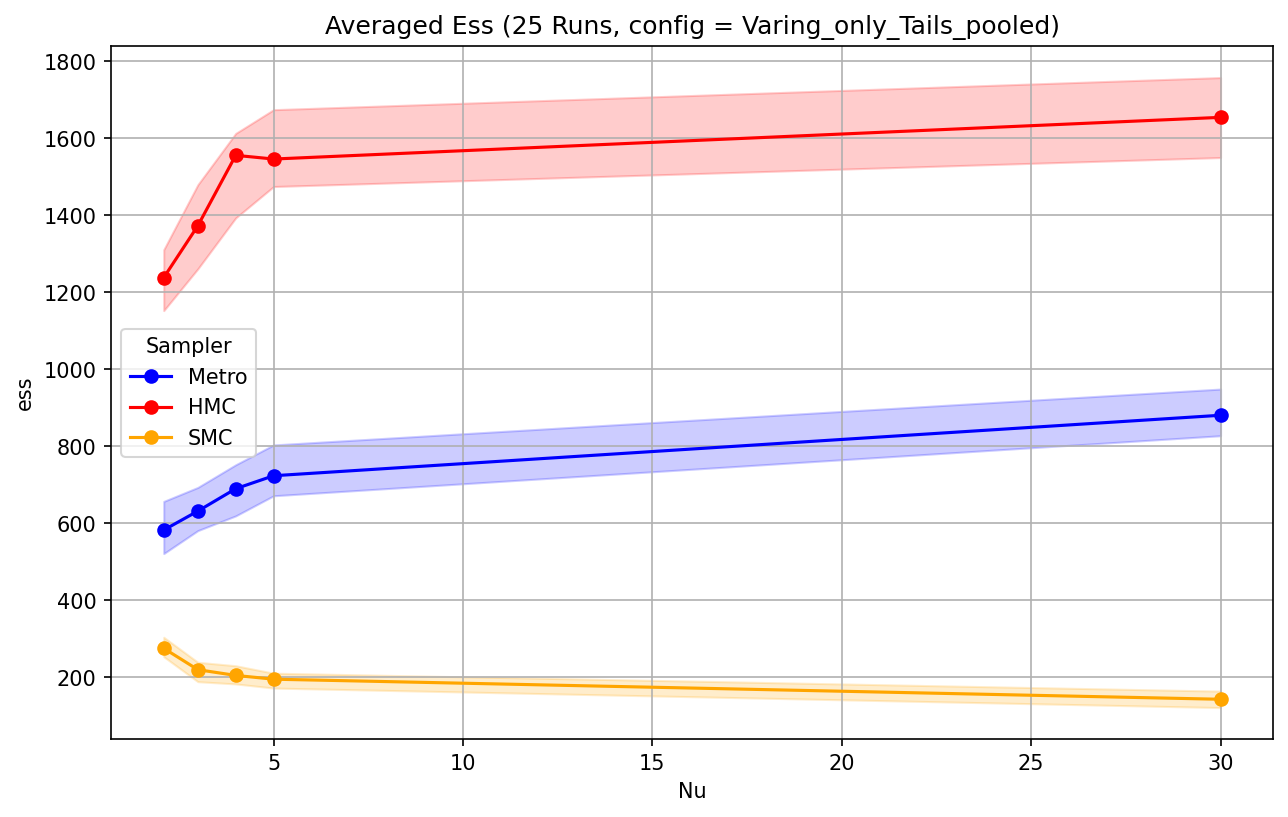 Averaged Ess (25 Runs, config = Varing_only_Tails_pooled)
1800
1600
1400
1200
1000
800
600
400
200
ess
Sampler
Metro
HMC
SMC
5
10
15
20
25
30
Nu